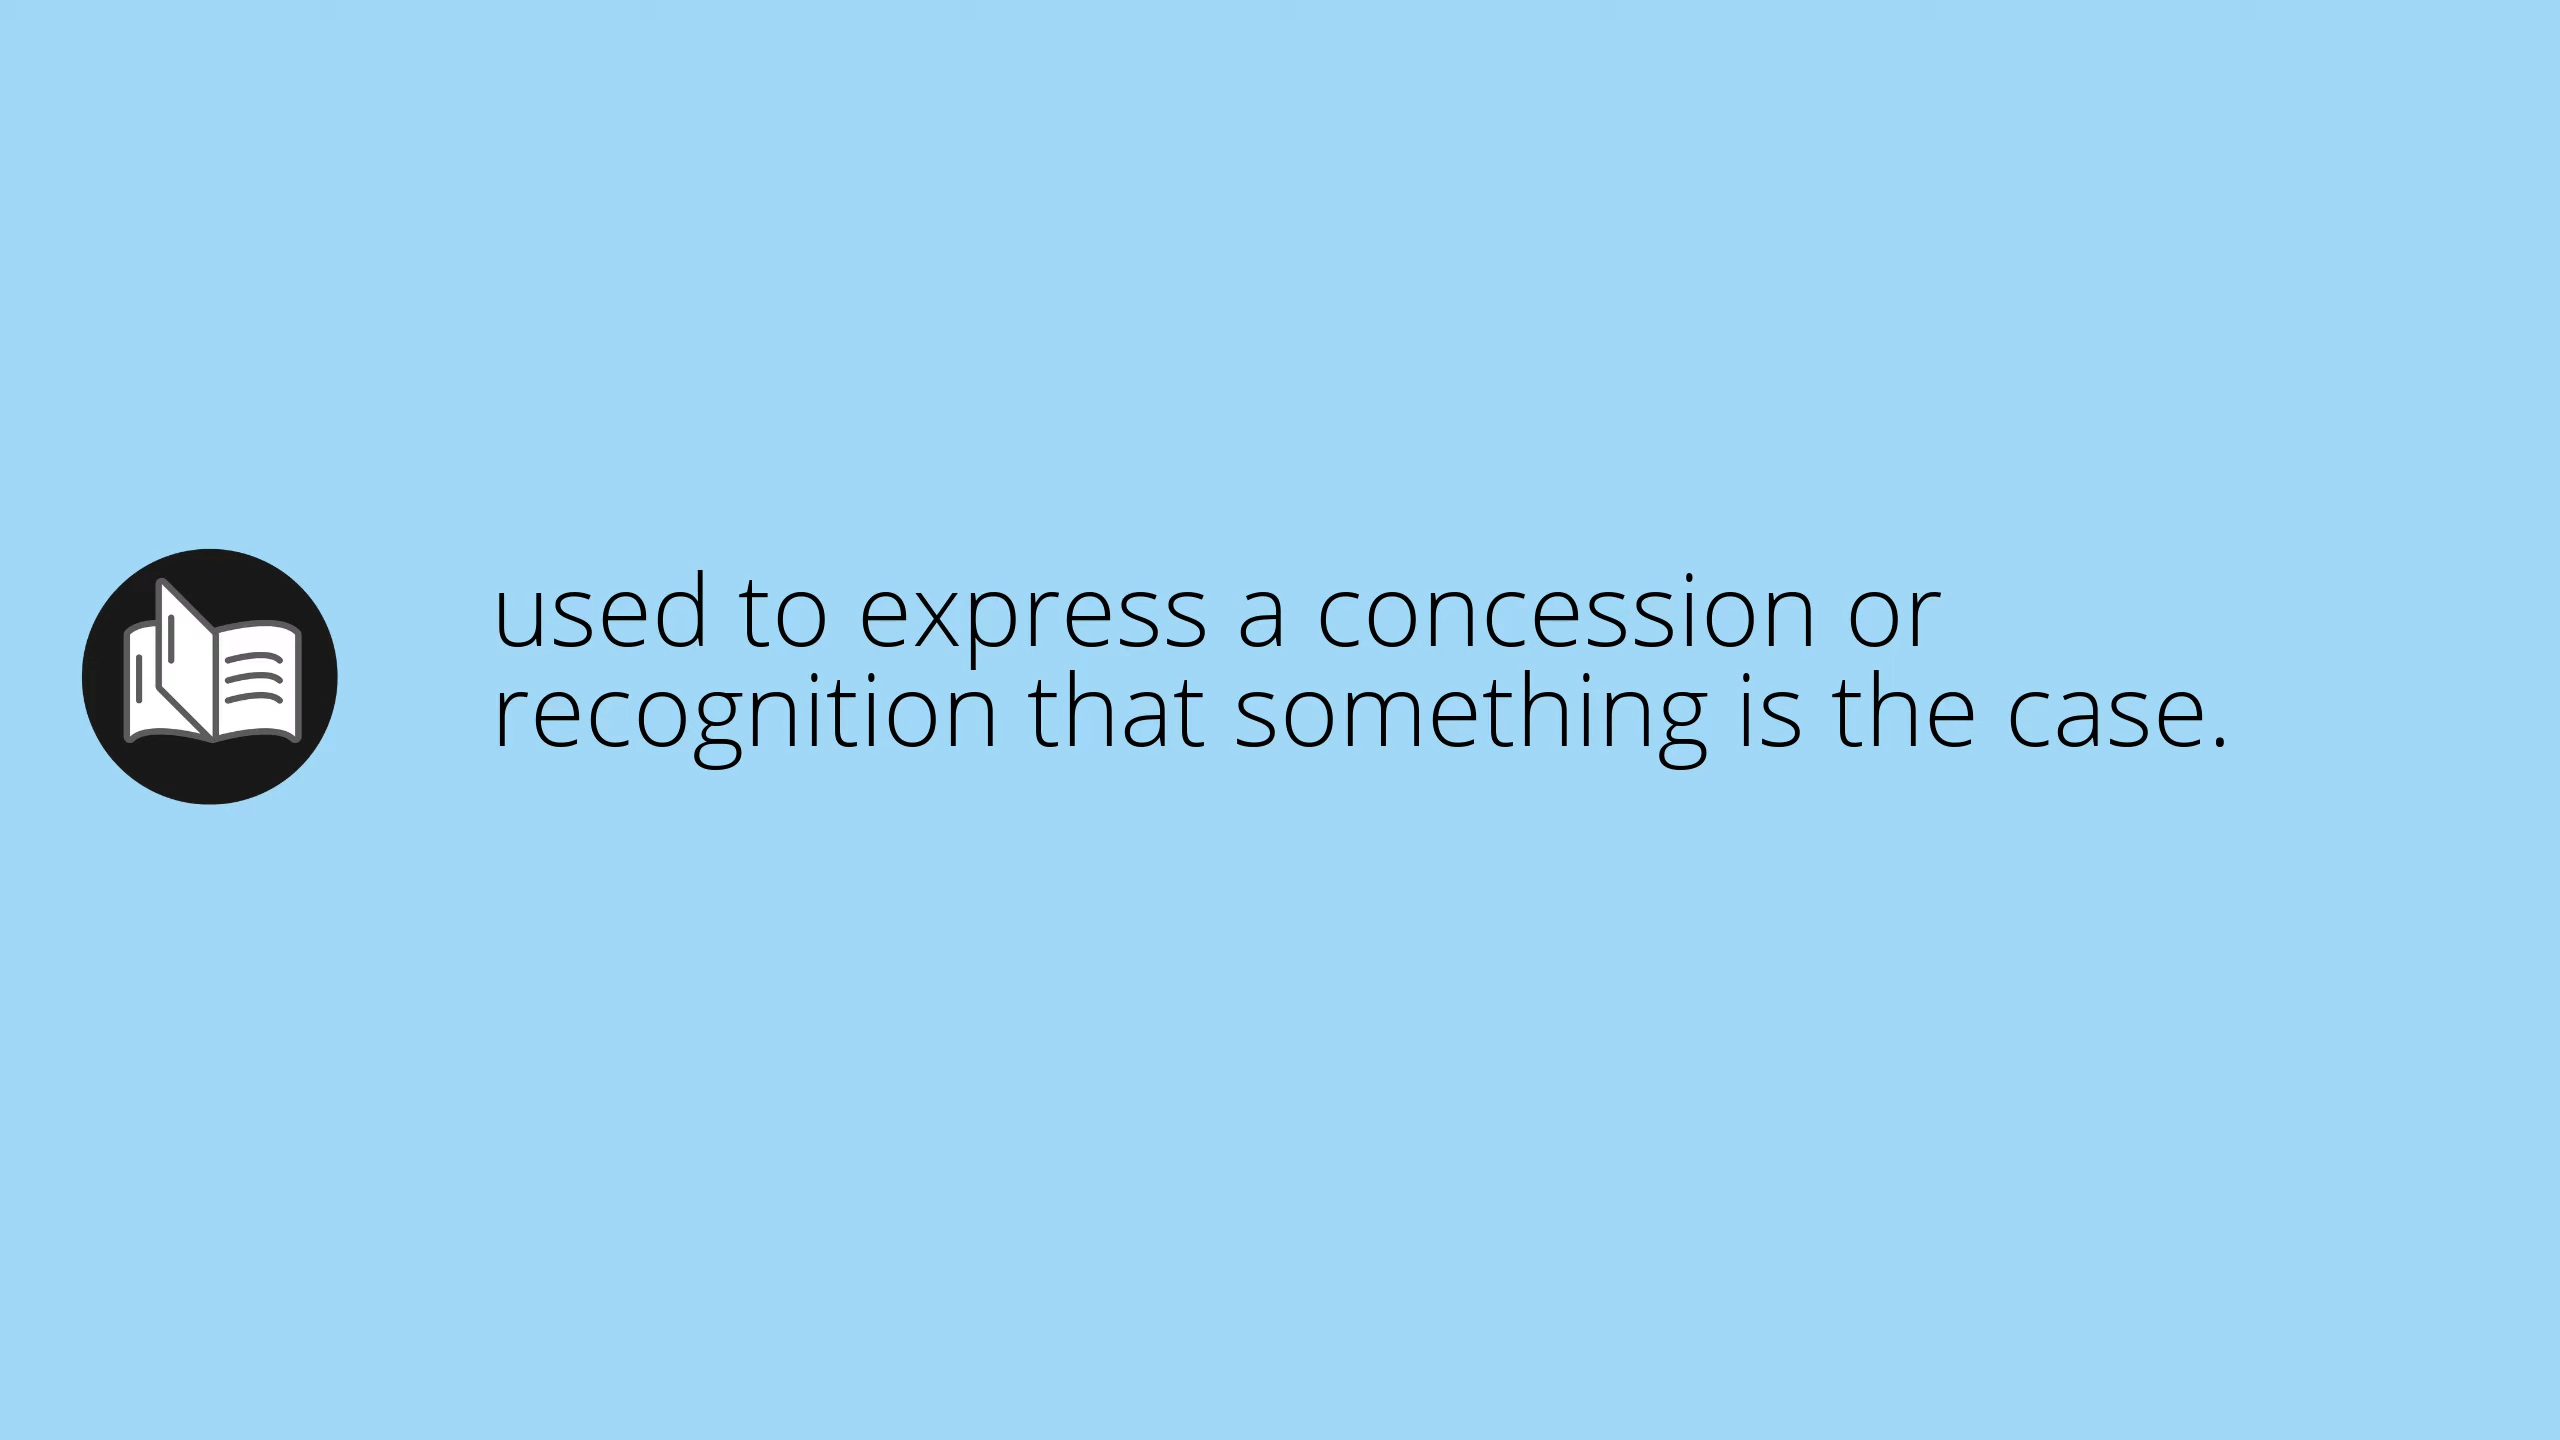 used to express a concession or
recognition that something is the case.